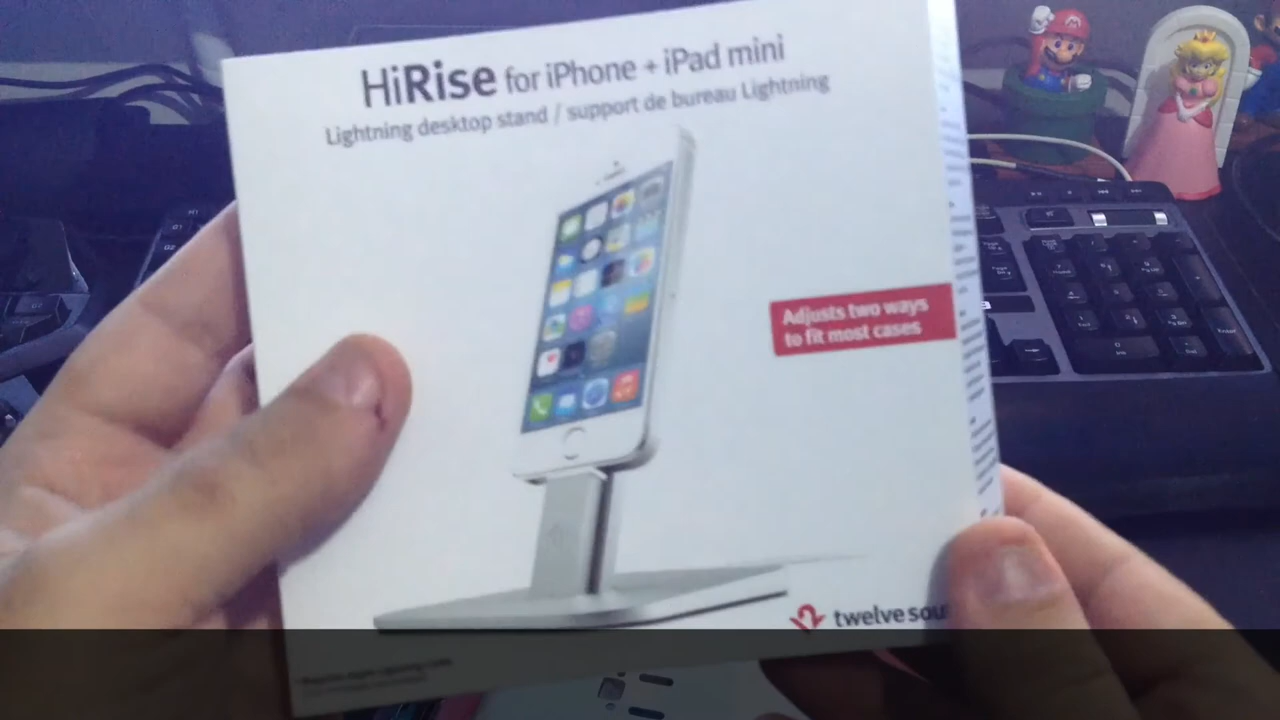 HiRise for iPhone + iPad mini
Lightning desktop stand / support de bureau Lightning
Adjusts two ways
to fit most cases
twelve sou